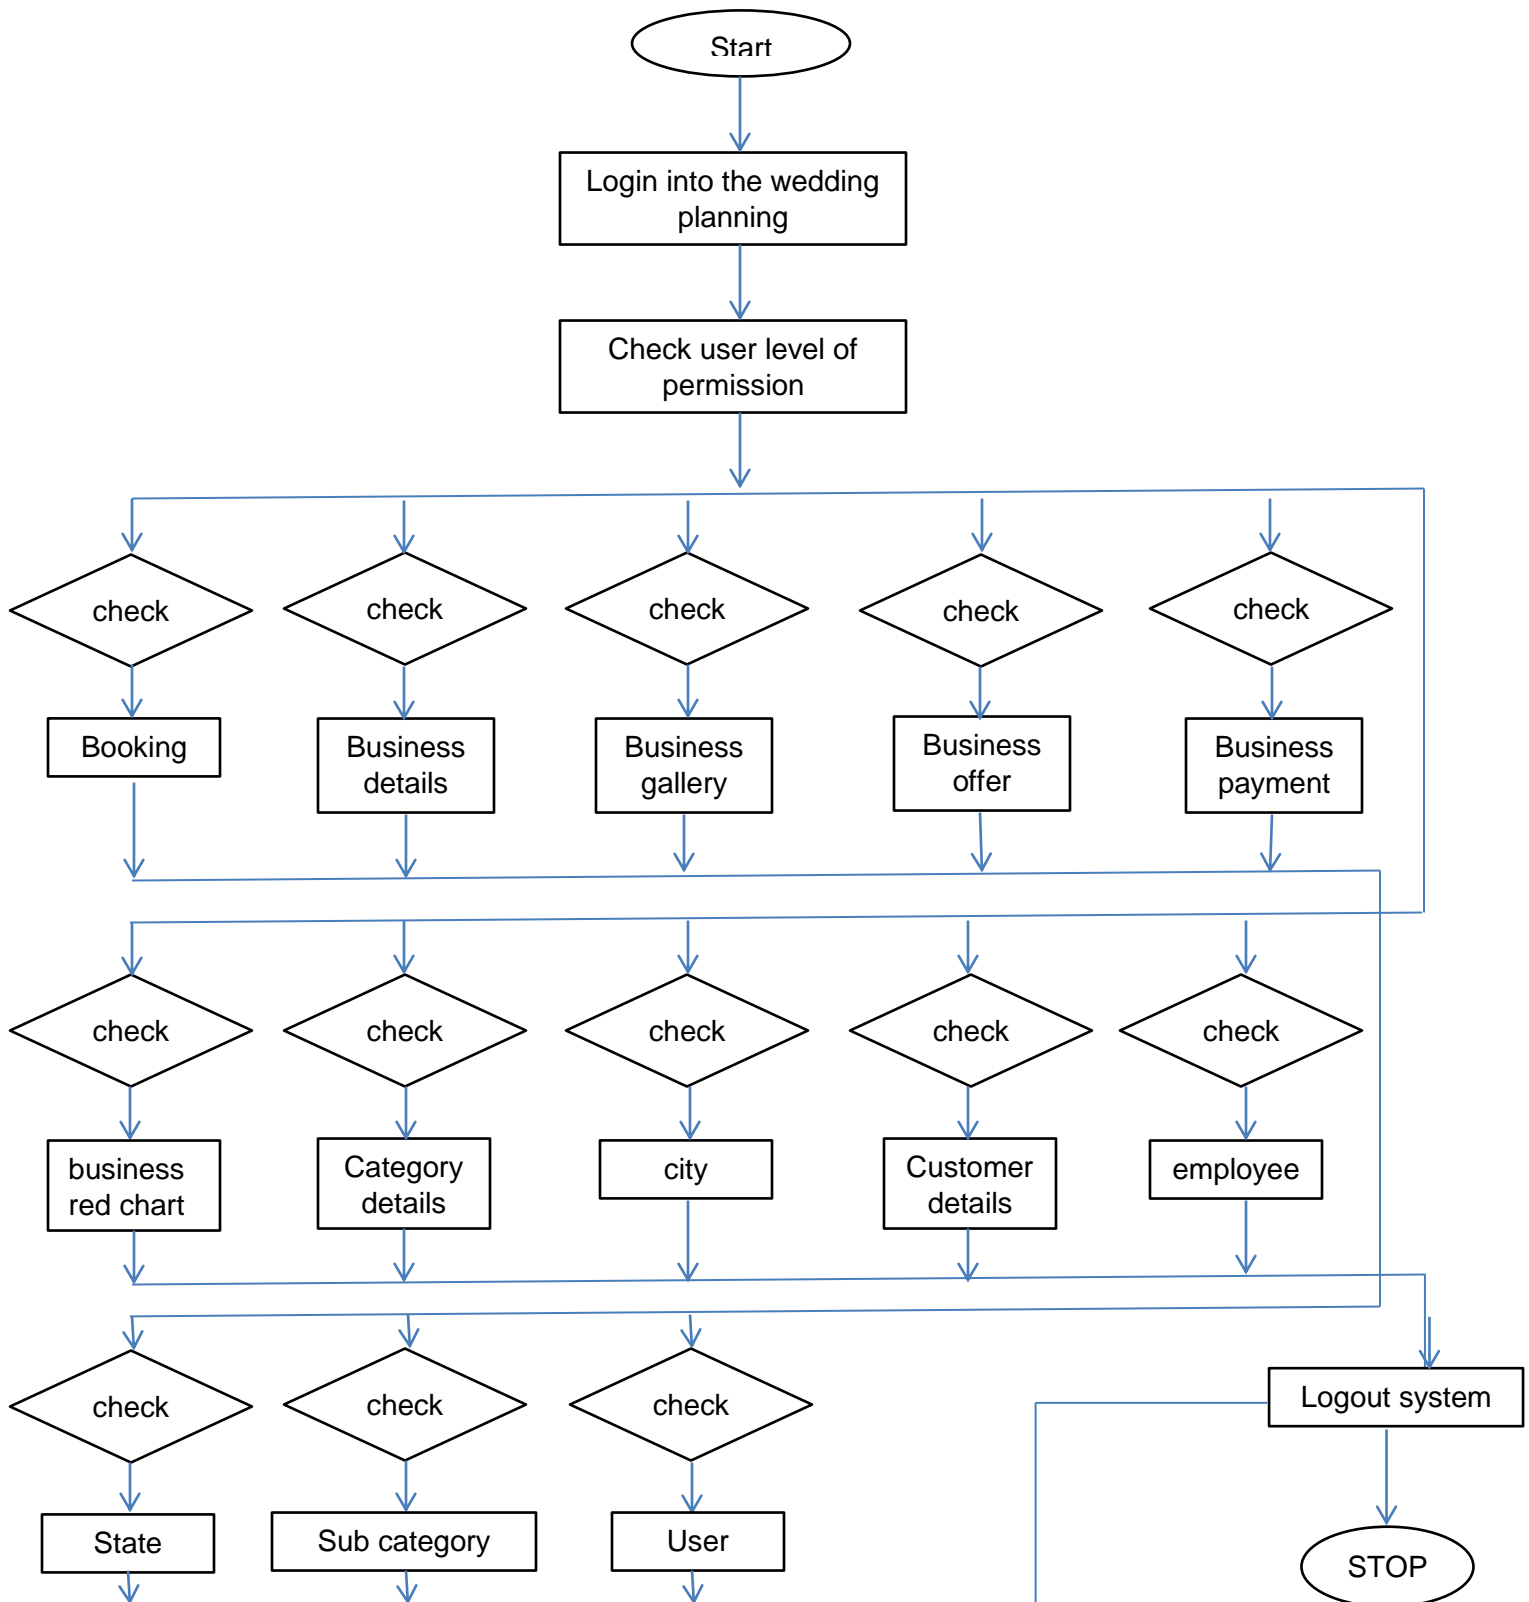 Start
Login into the wedding
planning
Check user level of
permission
check
check
check
check
check
Booking
Business
details
Business
gallery
Business
offer
Business
payment
check
check
check
check
check
business
red chart
Category
details
city
Customer
details
employee
check
check
check
Logout system
State
Sub category
User
STOP